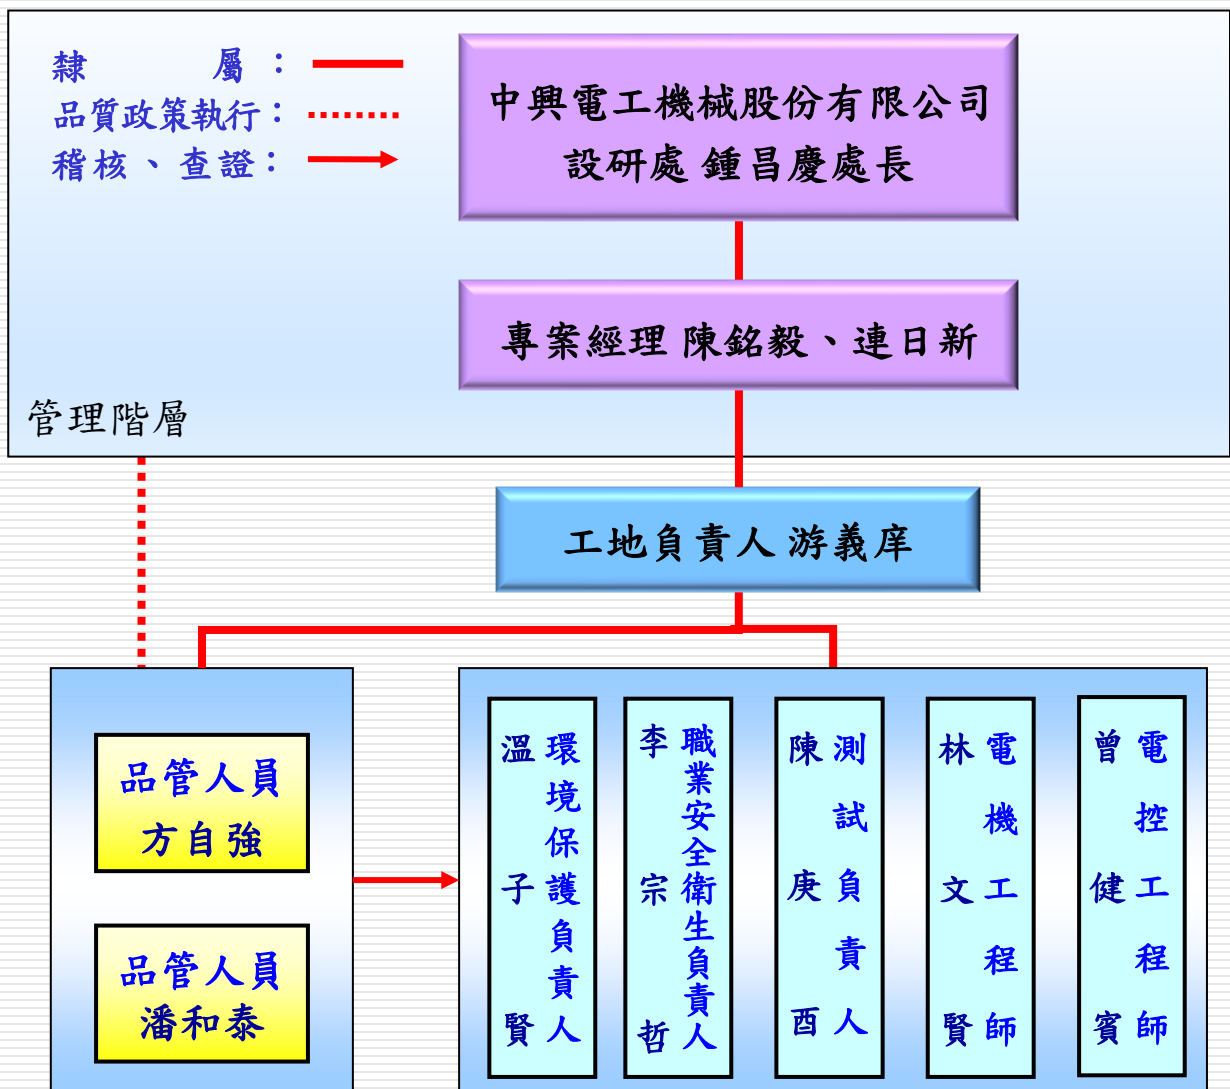 隸屬：
品質政策執行：
稽核、查證：
中興電工機械股份有限公司
設研處 鍾昌慶處長
專案經理 陳銘毅、連日新
管理階層
工地負責人 游義庠
品管人員
方自強
品管人員
潘和泰
環境保護負責人
溫子賢
職業安全衛生負責人
李宗哲
測試負責人
陳庚酉
電機工程師
林文賢
電控工程師
曾健賓